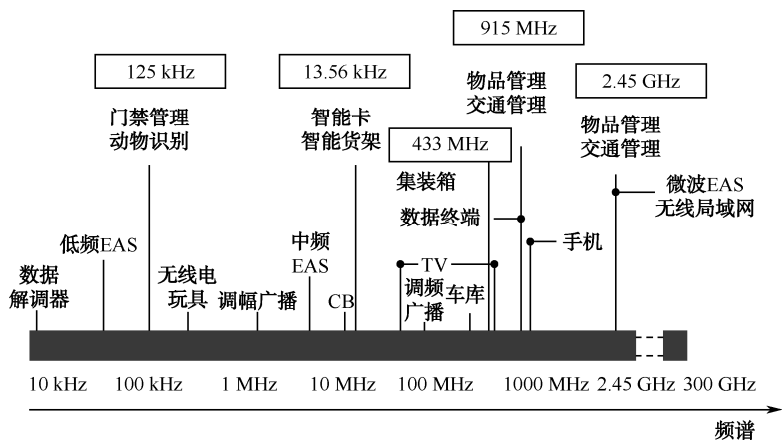 915 MHz
125 kHz
13.56 kHz
2.45 GHz
物品管理
交通管理
门禁管理
动物识别
智能卡
智能货架
433 MHz
物品管理
交通管理
集装箱
微波EAS
无线局域网
数据终端
低频EAS
中频
EAS
手机
数据
解调器
无线电
玩具
调幅广播
CB
TV
调频
广播
车库
10 kHz
100 kHz
1 MHz
10 MHz
100 MHz
1000 MHz
2.45 GHz
300 GHz
频谱